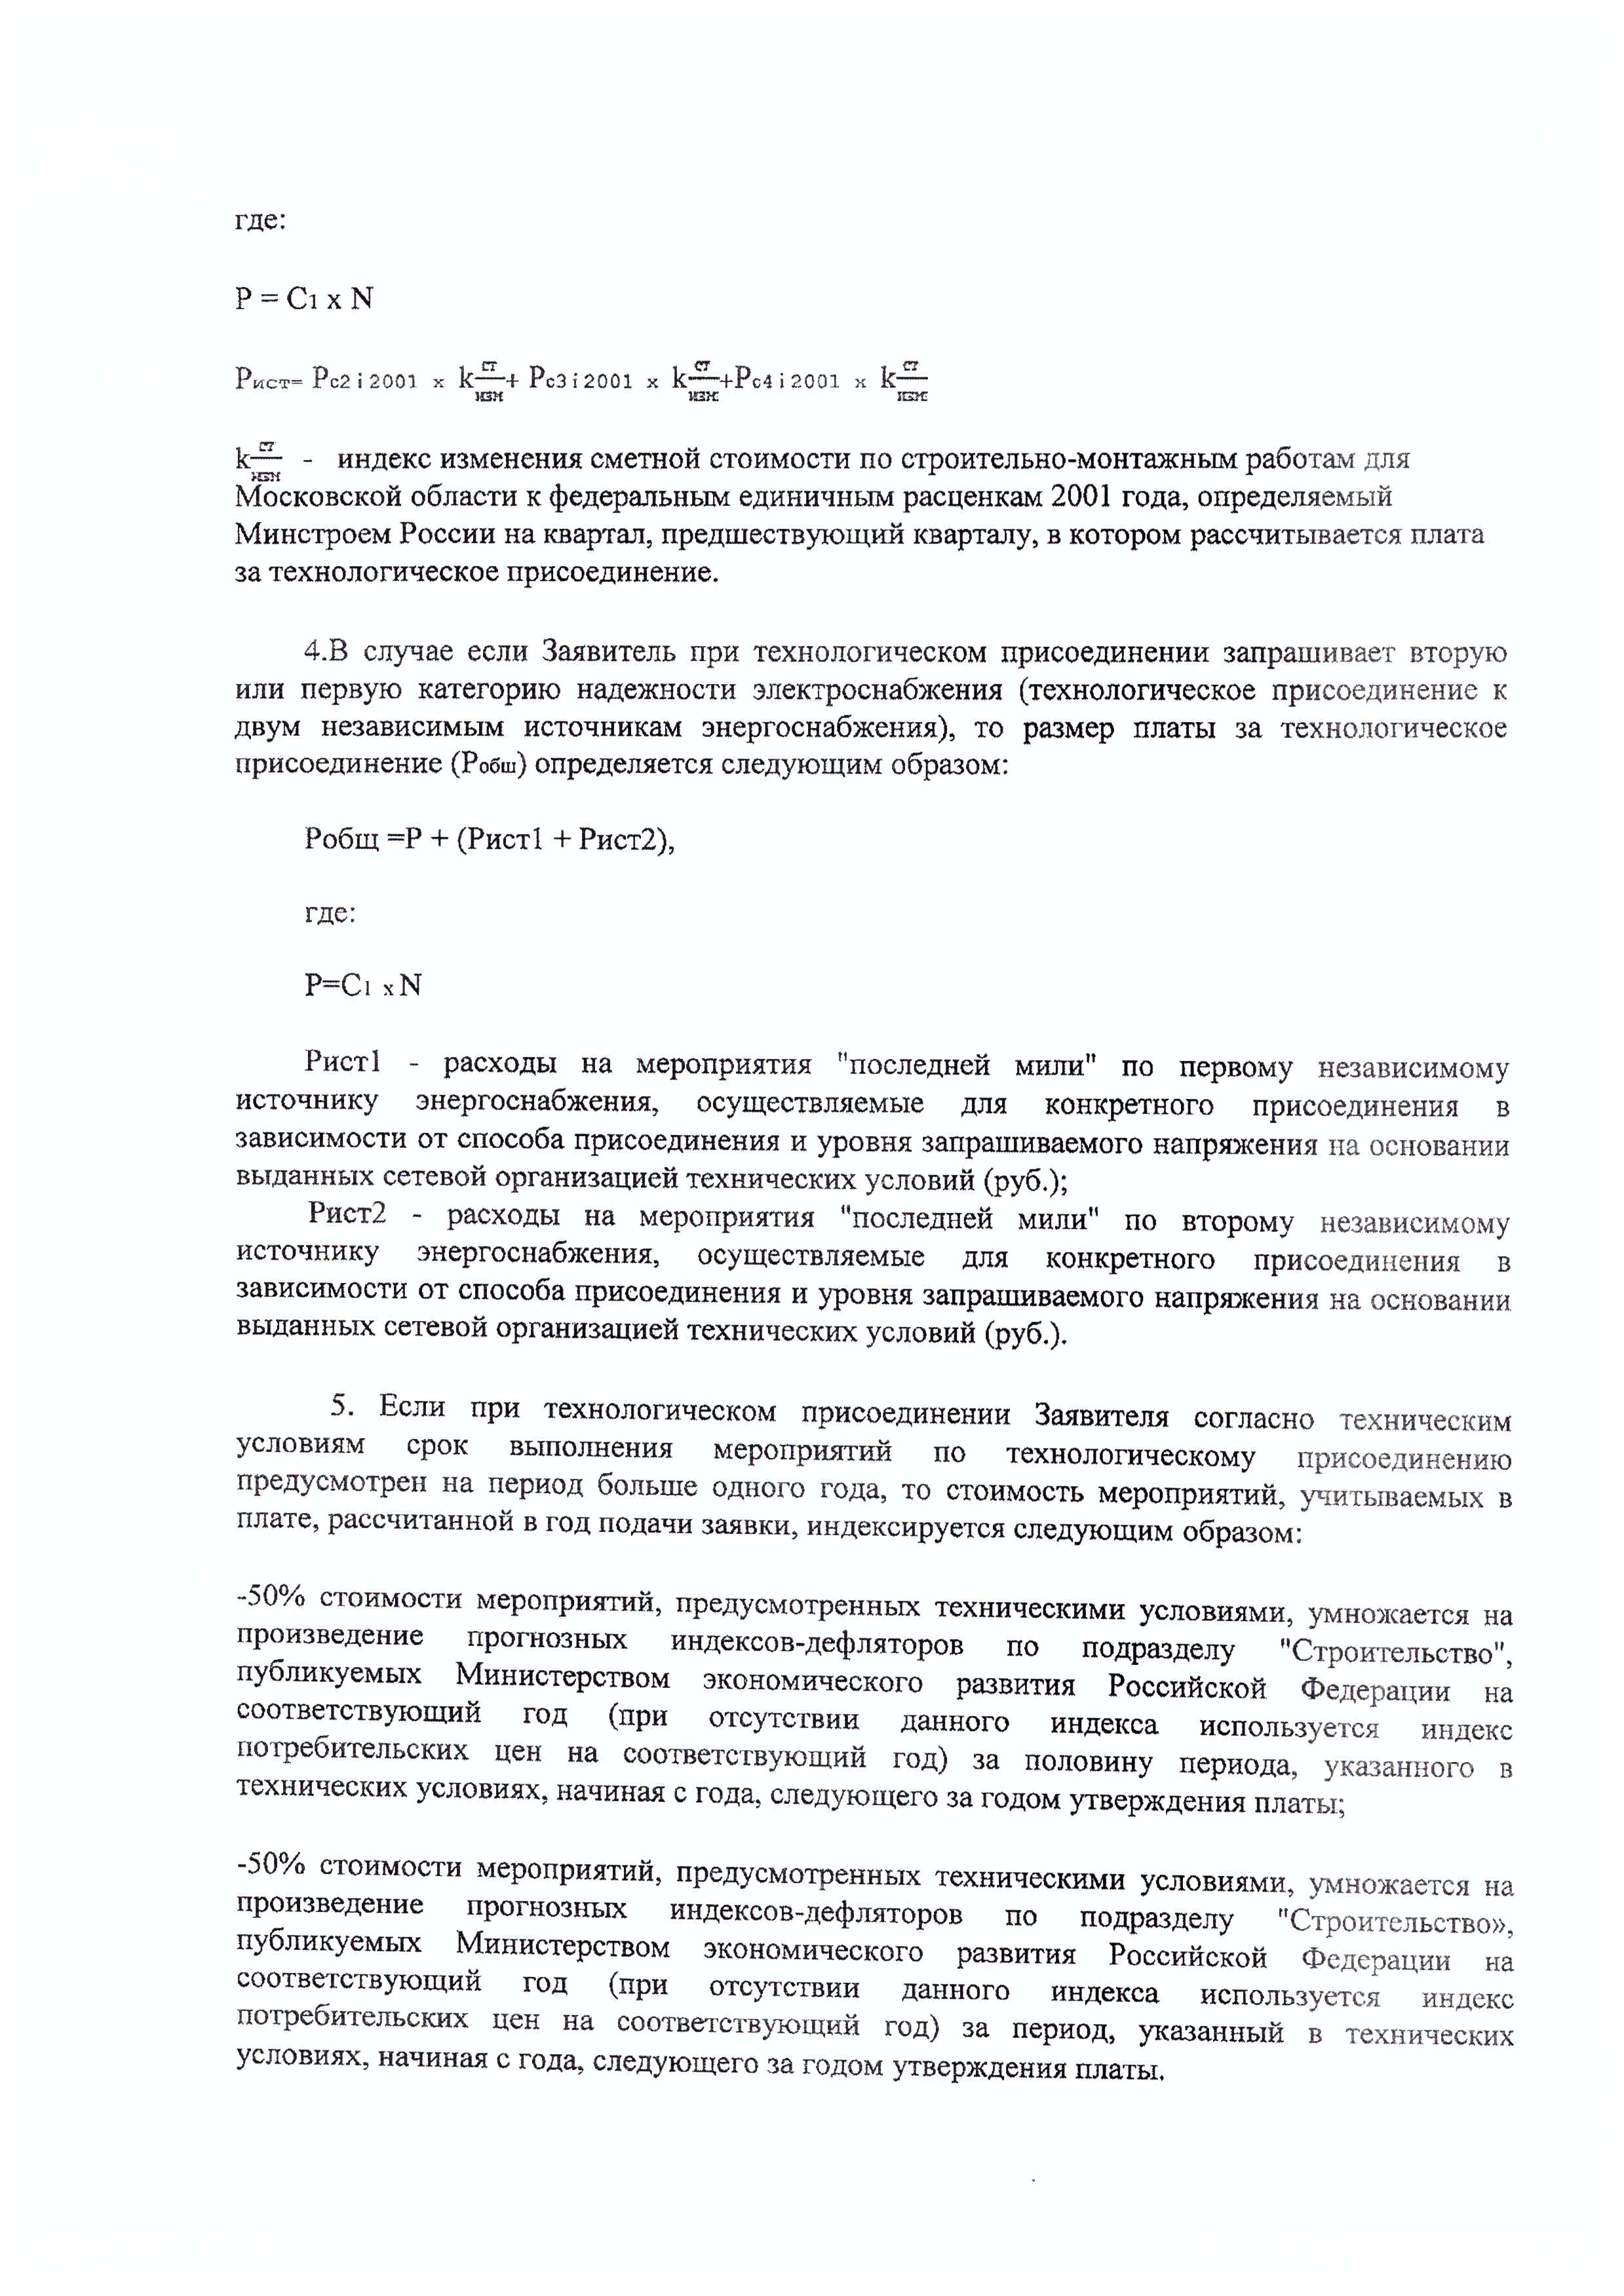 где:
P = C1 x N
Рист= Рс2 i 2001 x k ст изм + Рс3 i 2001 x k ст изм +Рс4 i 2001 x k ст изм
k ст изм - индекс изменения сметной стоимости по строительно-монтажным работам для
Московской области к федеральным единичным расценкам 2001 года, определяемый
Минстроем России на квартал, предшествующий кварталу, в котором рассчитывается плата
за технологическое присоединение.
4.В случае если Заявитель при технологическом присоединении запрашивает вторую
или первую категорию надежности электроснабжения (технологическое присоединение к
двум независимым источникам энергоснабжения), то размер платы за технологическое
присоединение (Робщ) определяется следующим образом:
Робщ =Р + (Рист1 + Рист2),
где:
P=C1 xN
Рист1 - расходы на мероприятия "последней мили" по первому независимому
источнику энергоснабжения, осуществляемые для конкретного присоединения в
зависимости от способа присоединения и уровня запрашиваемого напряжения на основании
выданных сетевой организацией технических условий (руб.);
Рист2 - расходы на мероприятия "последней мили" по второму независимому
источнику энергоснабжения, осуществляемые для конкретного присоединения в
зависимости от способа присоединения и уровня запрашиваемого напряжения на основании
выданных сетевой организацией технических условий (руб.).
5. Если при технологическом присоединении Заявителя согласно техническим
условиям срок выполнения мероприятий по технологическому присоединению
предусмотрен на период больше одного года, то стоимость мероприятий, учитываемых в
плате, рассчитанной в год подачи заявки, индексируется следующим образом:
-50% стоимости мероприятий, предусмотренных техническими условиями, умножается на
произведение прогнозных индексов-дефляторов по подразделу "Строительство",
публикуемых Министерством экономического развития Российской Федерации на
соответствующий год (при отсутствии данного индекса используется индекс
потребительских цен на соответствующий год) за половину периода, указанного в
технических условиях, начиная с года, следующего за годом утверждения платы;
-50% стоимости мероприятий, предусмотренных техническими условиями, умножается на
произведение прогнозных индексов-дефляторов по подразделу "Строительство»,
публикуемых Министерством экономического развития Российской Федерации на
соответствующий год (при отсутствии данного индекса используется индекс
потребительских цен на соответствующий год) за период, указанный в технических
условиях, начиная с года, следующего за годом утверждения платы.